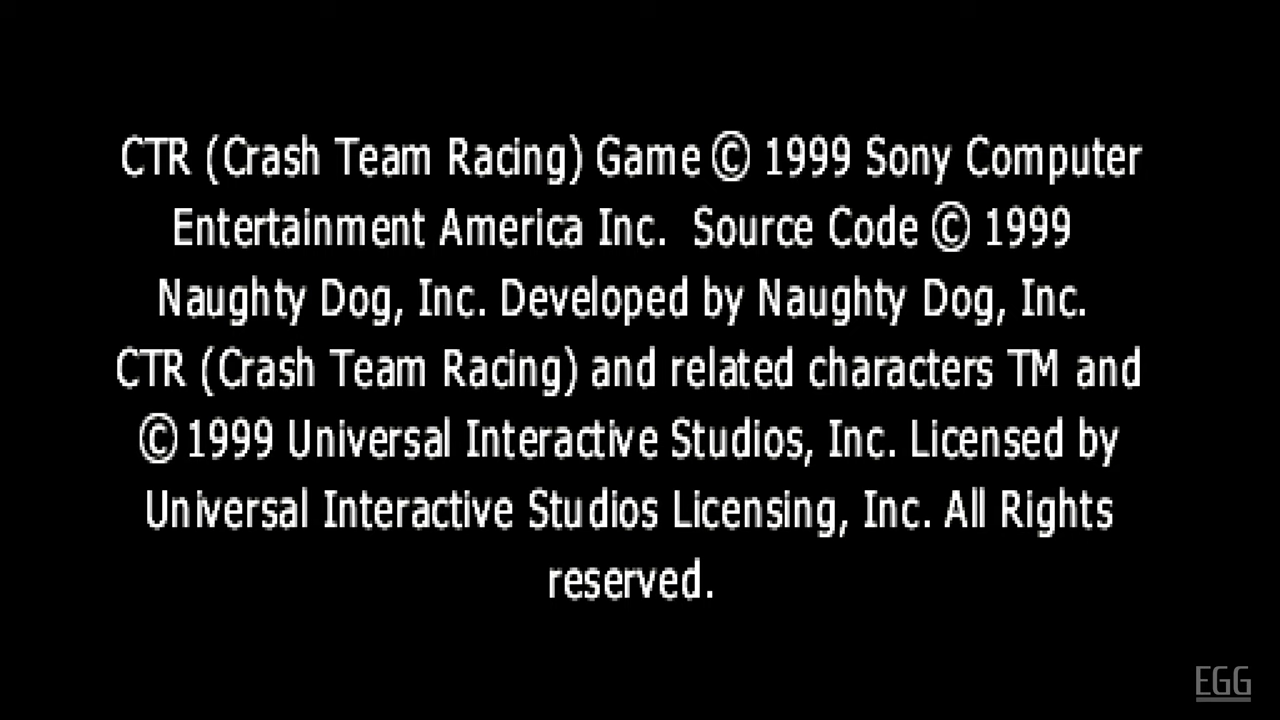 CTR (Crash Team Racing) Game © 1999 Sony Computer
Entertainment America Inc.  Source Code © 1999
Naughty Dog, Inc. Developed by Naughty Dog, Inc.
CTR (Crash Team Racing) and related characters TM and
© 1999 Universal Interactive Studios, Inc. Licensed by
Universal Interactive Studios Licensing, Inc. All Rights
reserved.
EGG